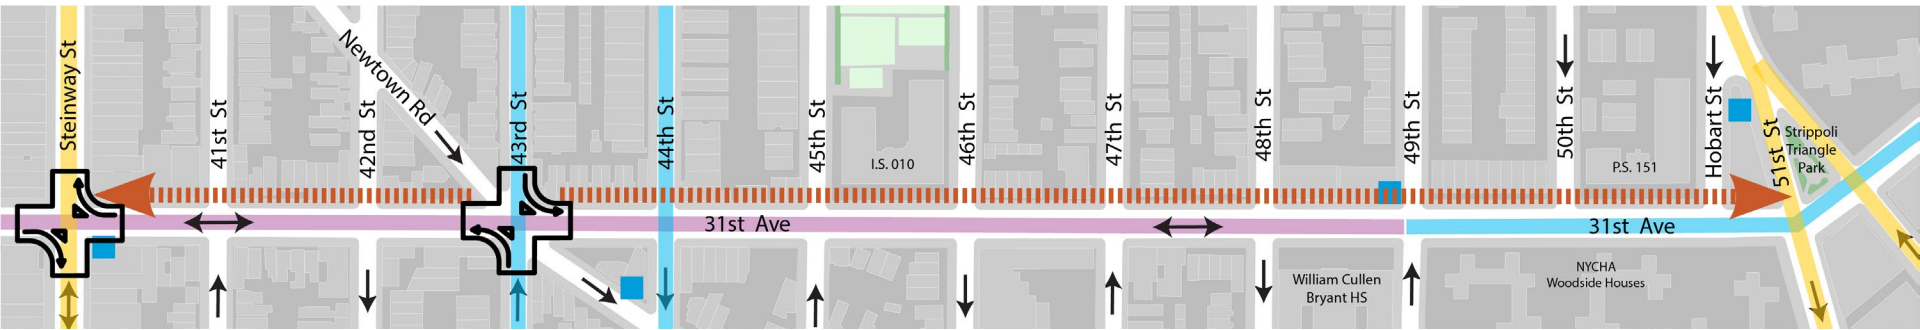 Steinway St
41st St
42nd St
Newtown Rd
43rd St
44th St
45th St
I.S. 010
46th St
47th St
48th St
49th St
50th St
P.S. 151
Hobart St
51st St
Strippoli
Triangle
Park
31st Ave
31st Ave
William Cullen
Bryant HS
NYCHA
Woodside Houses